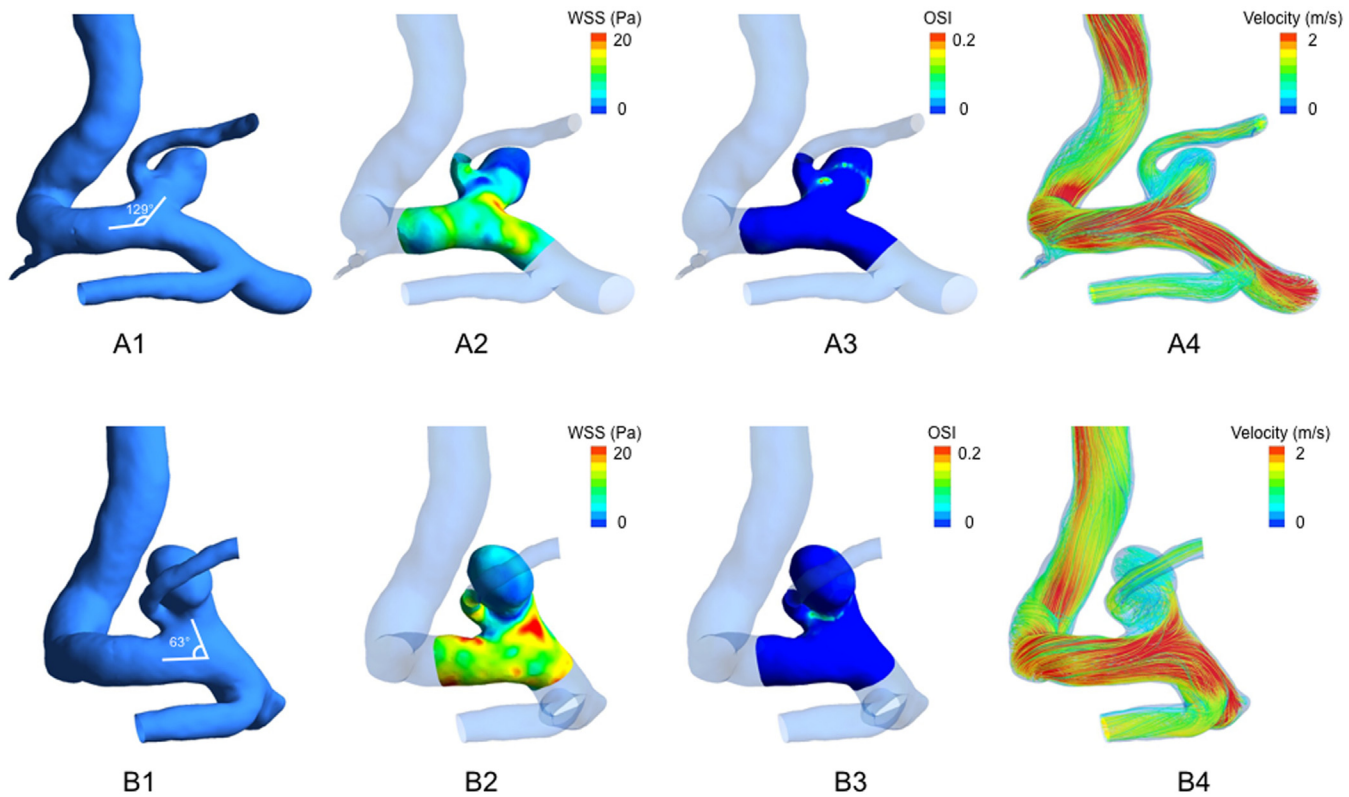 WSS (Pa)
20
0
OSI
0.2
0
Velocity (m/s)
2
0
129°
A1
A2
A3
A4
WSS (Pa)
20
0
OSI
0.2
0
Velocity (m/s)
2
0
63°
B1
B2
B3
B4